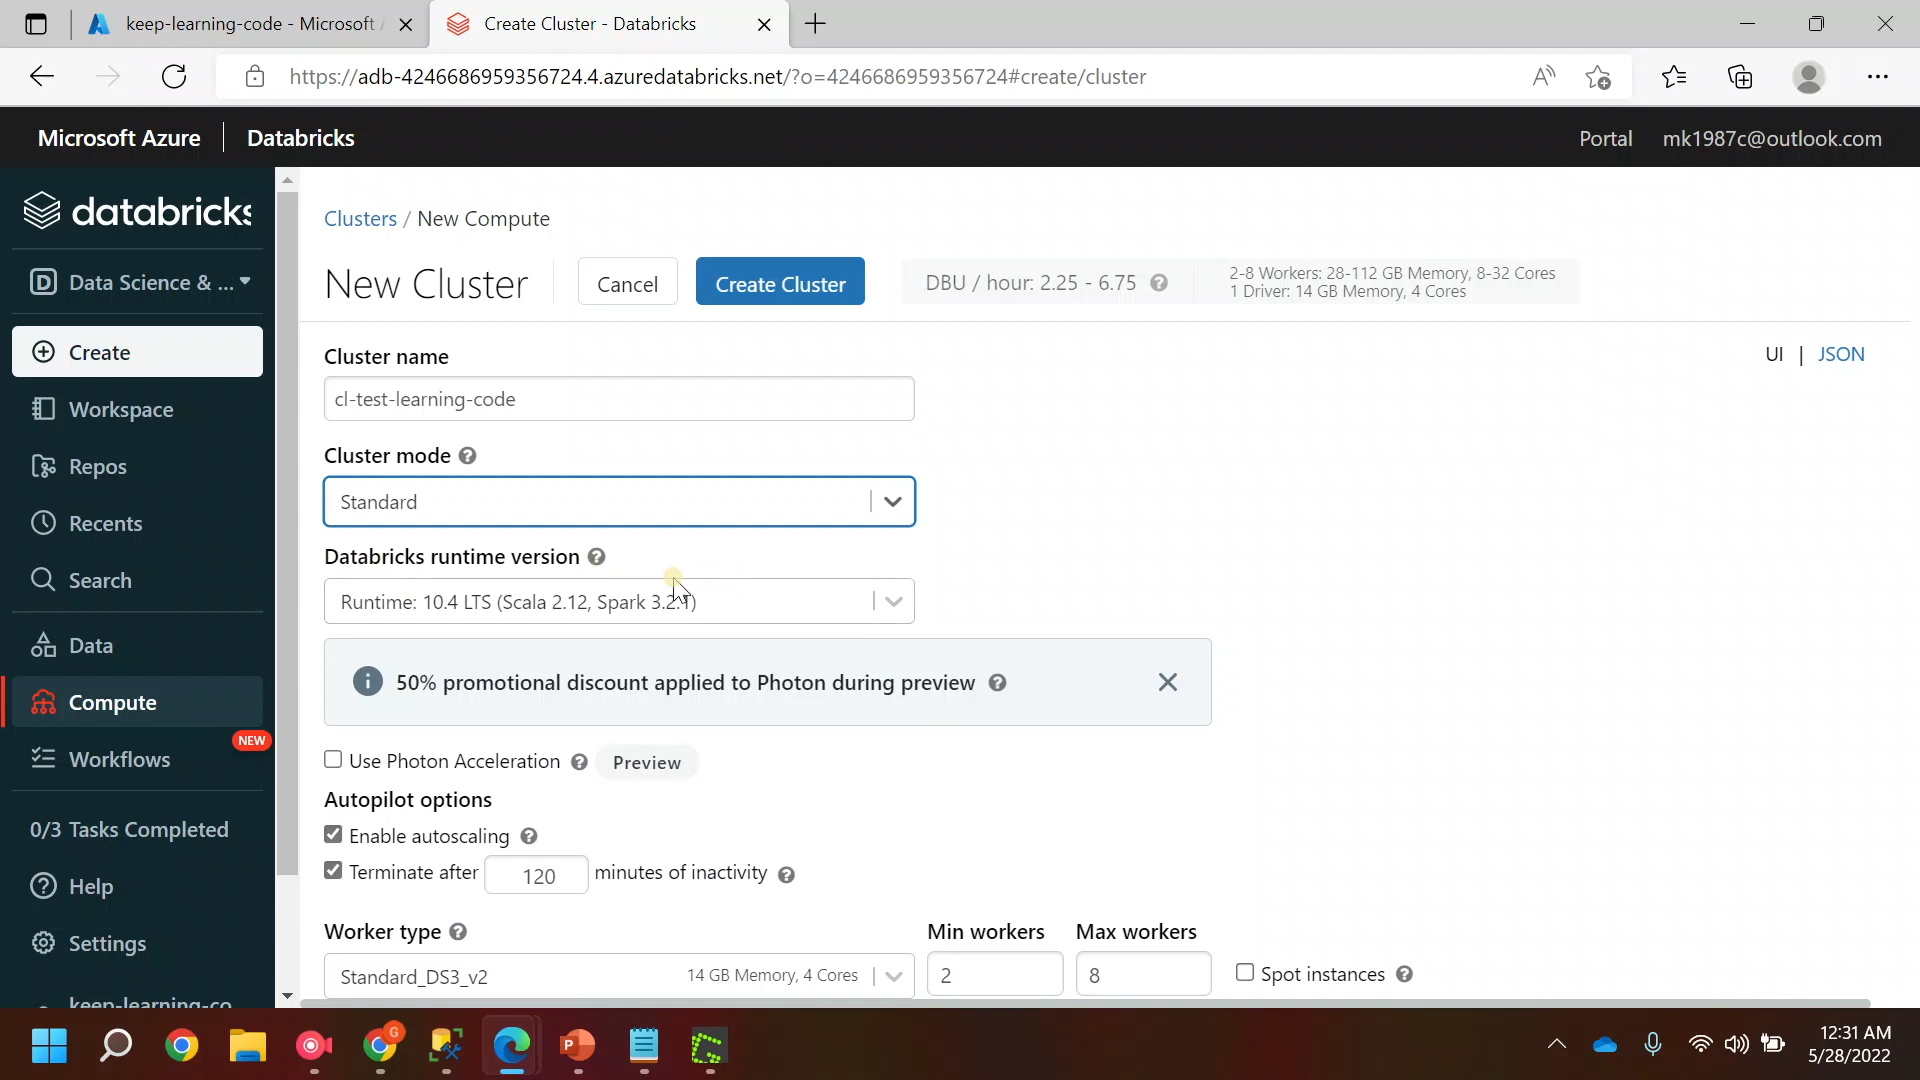 keep-learning-code - Microsoft A
Create Cluster - Databricks
https://adb-4246686959356724.4.azuredatabricks.net/?o=4246686959356724#create/cluster
Microsoft Azure
Databricks
Portal
mk1987c@outlook.com
databricks
Data Science & ...
Create
Workspace
Repos
Recents
Search
Data
Compute
NEW
Workflows
0/3 Tasks Completed
Help
Settings
keep-learning-co
Clusters / New Compute
New Cluster
Cancel
Create Cluster
DBU / hour: 2.25 - 6.75
2-8 Workers: 28-112 GB Memory, 8-32 Cores
1 Driver: 14 GB Memory, 4 Cores
UI | JSON
Cluster name
cl-test-learning-code
Cluster mode
Standard
Databricks runtime version
Runtime: 10.4 LTS (Scala 2.12, Spark 3.2.1)
50% promotional discount applied to Photon during preview
Use Photon Acceleration
Preview
Autopilot options
Enable autoscaling
Terminate after 120 minutes of inactivity
Worker type
Min workers
Max workers
Standard_DS3_v2
14 GB Memory, 4 Cores
2
8
Spot instances
12:31 AM
5/28/2022